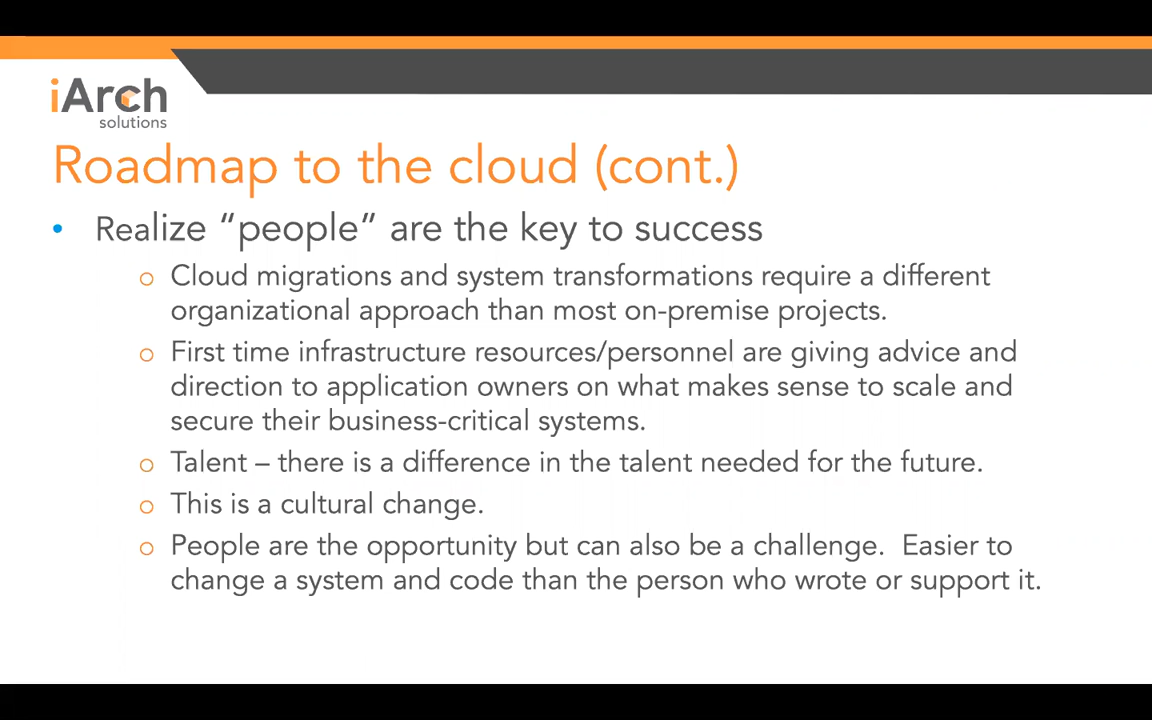 iArch
solutions
Roadmap to the cloud (cont.)
• Realize “people” are the key to success
o Cloud migrations and system transformations require a different
organizational approach than most on-premise projects.
o First time infrastructure resources/personnel are giving advice and
direction to application owners on what makes sense to scale and
secure their business-critical systems.
o Talent – there is a difference in the talent needed for the future.
o This is a cultural change.
o People are the opportunity but can also be a challenge.  Easier to
change a system and code than the person who wrote or support it.